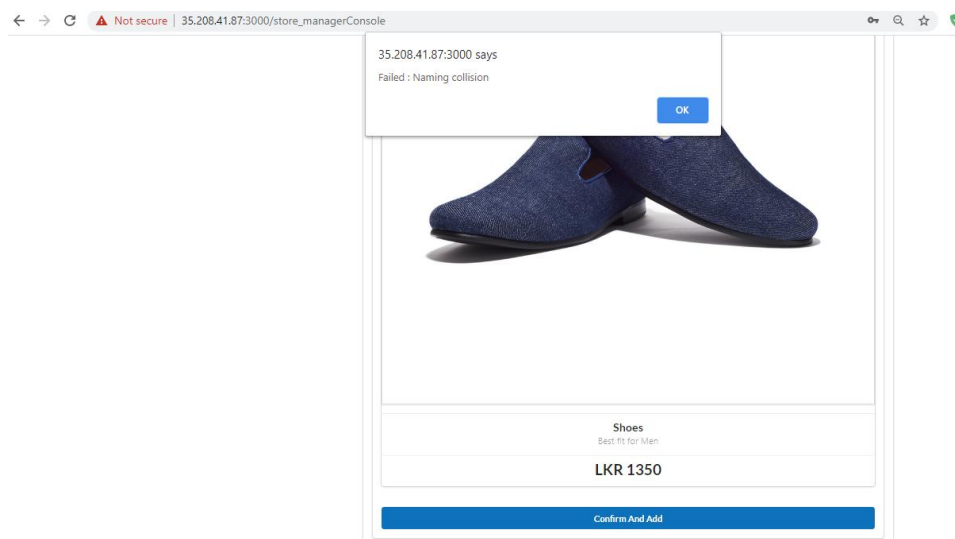 Not secure | 35.208.41.87:3000/store_managerConsole
35.208.41.87:3000 says
Failed : Naming collision
OK
Shoes
Best fit for Men
LKR 1350
Confirm And Add